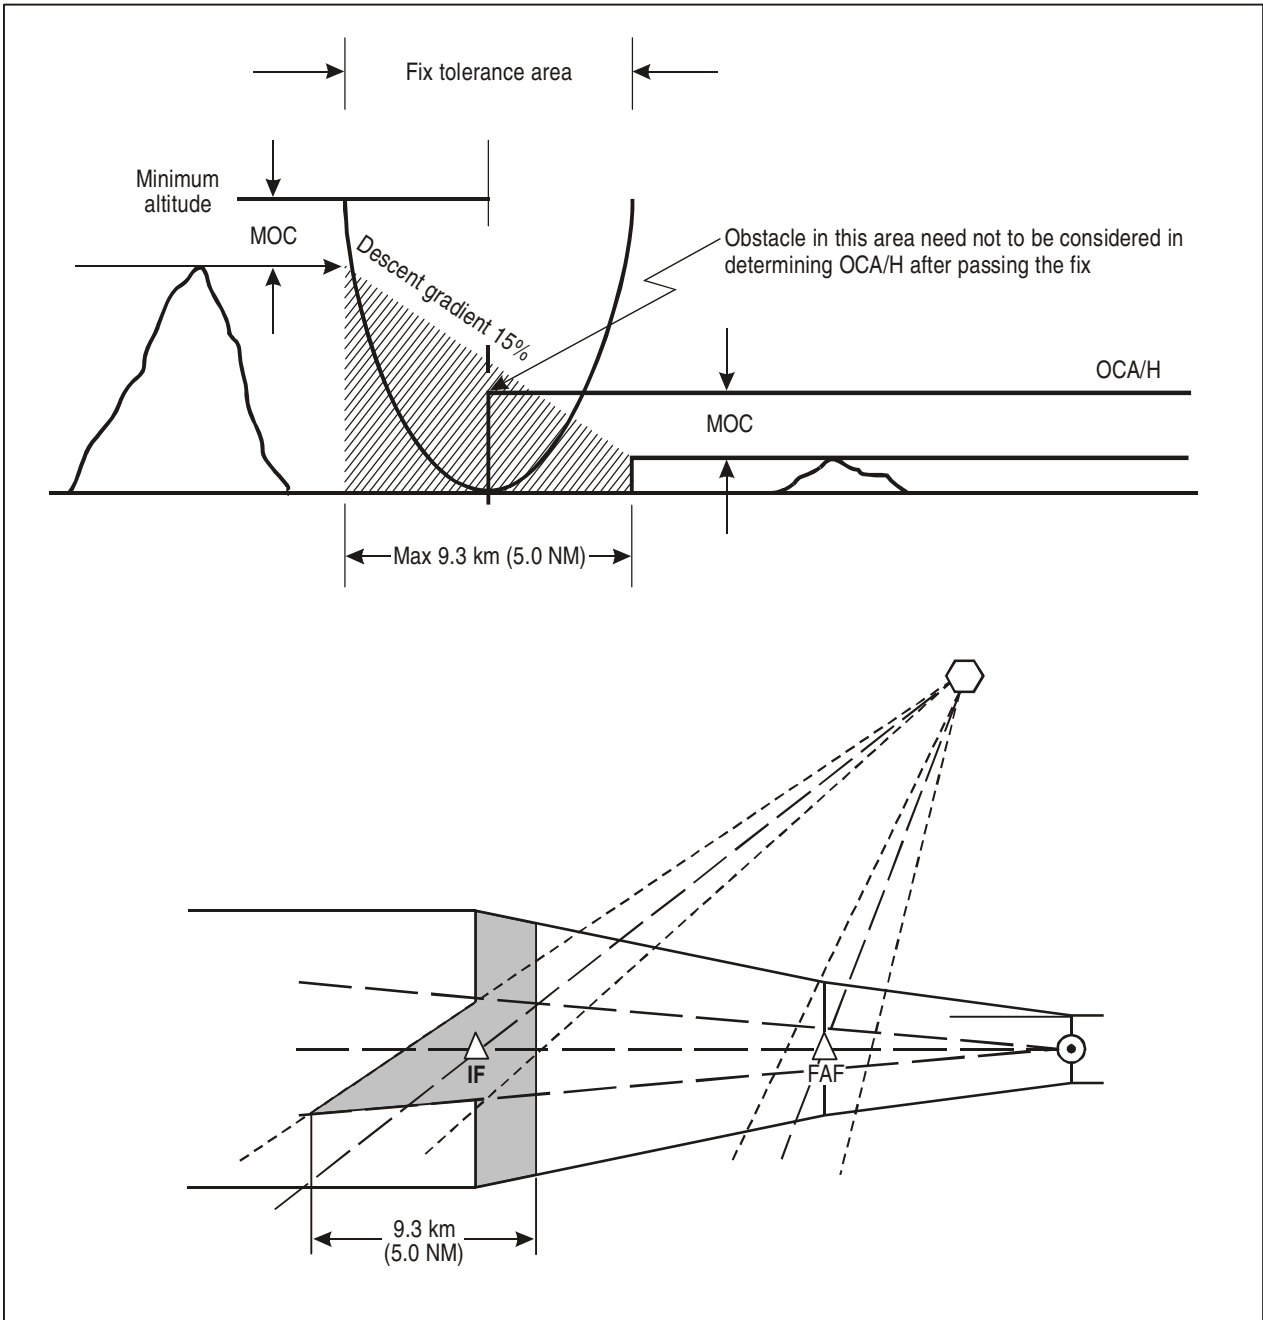 Fix tolerance area
Minimum
altitude
MOC
Descent gradient 15%
Obstacle in this area need not to be considered in
determining OCA/H after passing the fix
OCA/H
MOC
Max 9.3 km (5.0 NM)
IF
FAF
9.3 km
(5.0 NM)